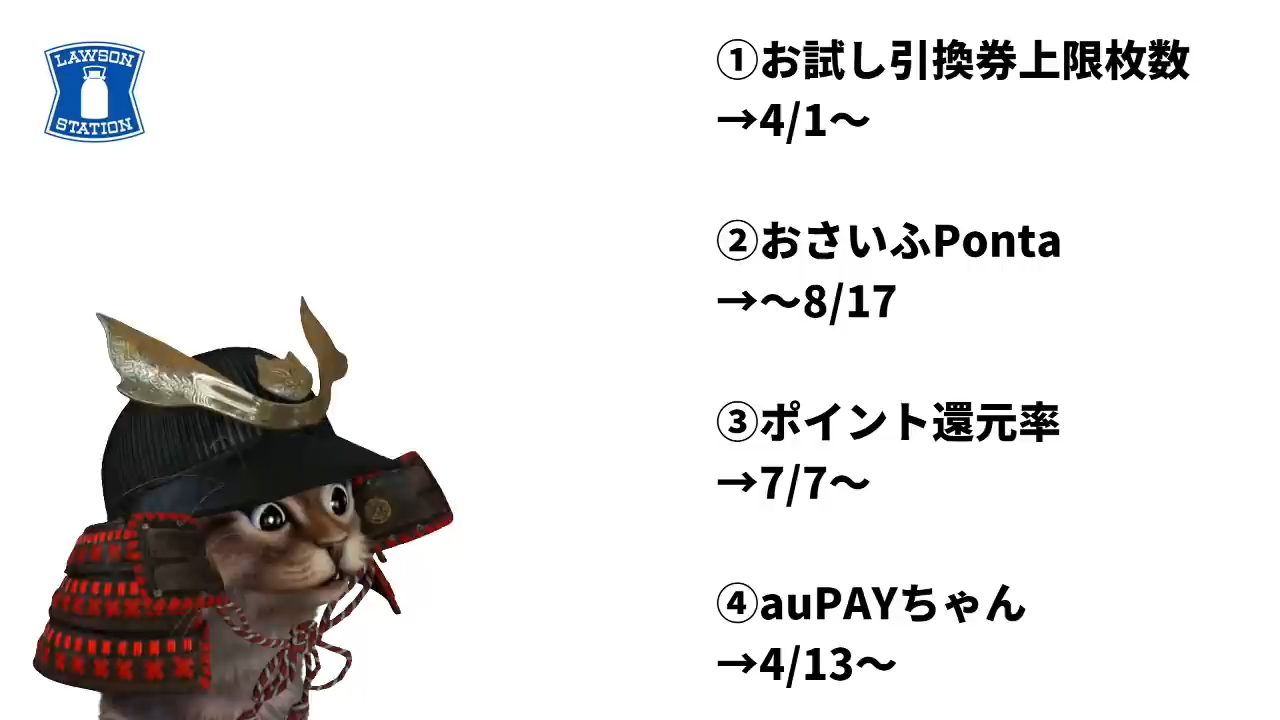 LAWSON
STATION
①お試し引換券上限枚数
→4/1～
②おさいふPonta
→～8/17
③ポイント還元率
→7/7～
④auPAYちゃん
→4/13～